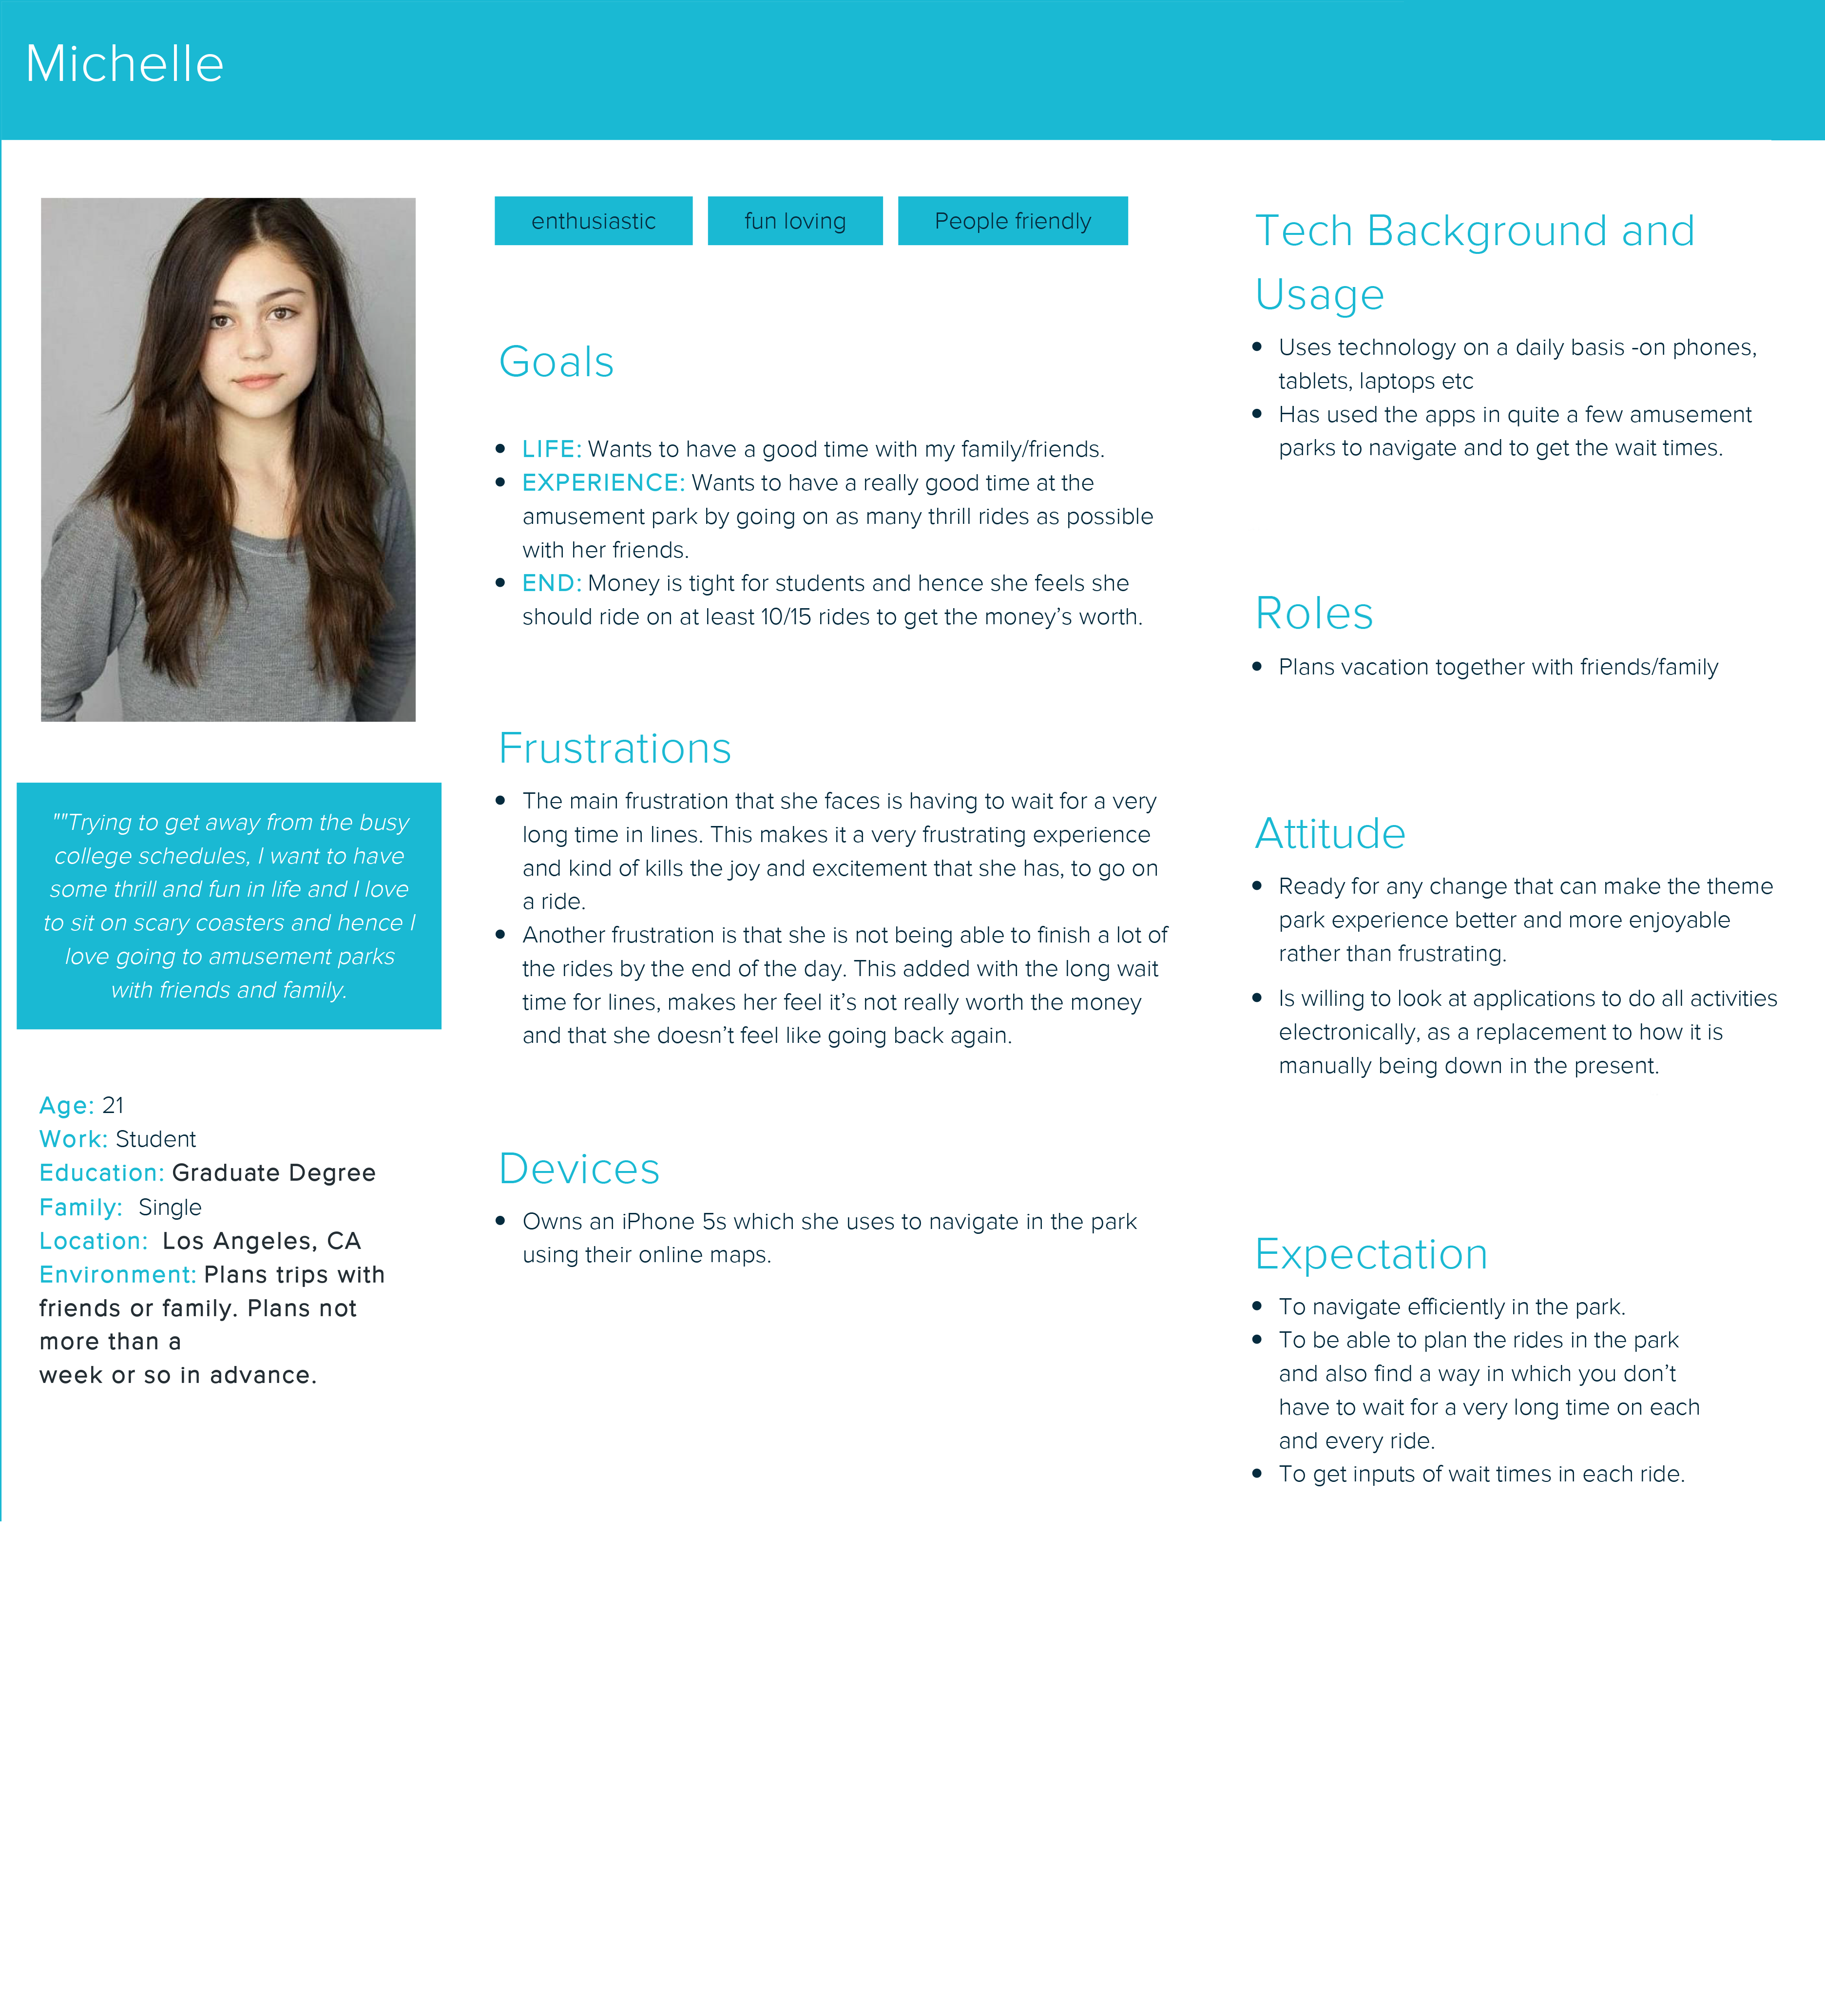 Michelle
enthusiastic
fun loving
People friendly
""Trying to get away from the busy
college schedules, I want to have
some thrill and fun in life and I love
to sit on scary coasters and hence I
love going to amusement parks
with friends and family.
Age: 21
Work: Student
Education: Graduate Degree
Family: Single
Location: Los Angeles, CA
Environment: Plans trips with
friends or family. Plans not
more than a
week or so in advance.
Goals
• LIFE: Wants to have a good time with my family/friends.
• EXPERIENCE: Wants to have a really good time at the
amusement park by going on as many thrill rides as possible
with her friends.
• END: Money is tight for students and hence she feels she
should ride on at least 10/15 rides to get the money's worth.
Frustrations
• The main frustration that she faces is having to wait for a very
long time in lines. This makes it a very frustrating experience
and kind of kills the joy and excitement that she has, to go on
a ride.
• Another frustration is that she is not being able to finish a lot of
the rides by the end of the day. This added with the long wait
time for lines, makes her feel it's not really worth the money
and that she doesn't feel like going back again.
Devices
• Owns an iPhone 5s which she uses to navigate in the park
using their online maps.
Tech Background and
Usage
• Uses technology on a daily basis -on phones,
tablets, laptops etc
• Has used the apps in quite a few amusement
parks to navigate and to get the wait times.
Roles
• Plans vacation together with friends/family
Attitude
• Ready for any change that can make the theme
park experience better and more enjoyable
rather than frustrating.
• Is willing to look at applications to do all activities
electronically, as a replacement to how it is
manually being down in the present.
Expectation
• To navigate efficiently in the park.
• To be able to plan the rides in the park
and also find a way in which you don't
have to wait for a very long time on each
and every ride.
• To get inputs of wait times in each ride.